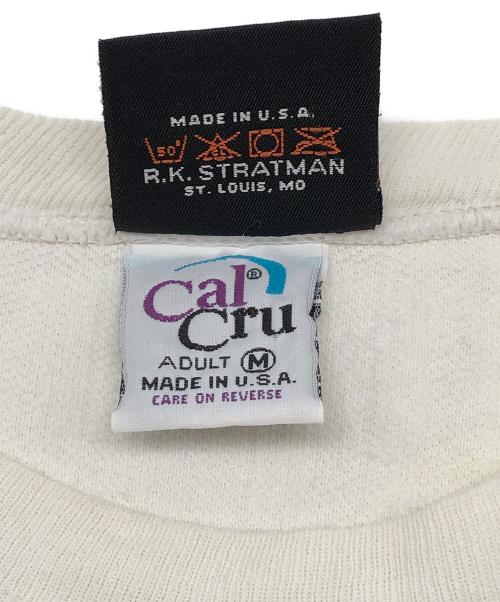 MADE IN U.S.A.
50°
R.K. STRATMAN
ST. LOUIS, MO
Cal®
Cru
ADULT M
MADE IN U.S.A.
CARE ON REVERSE